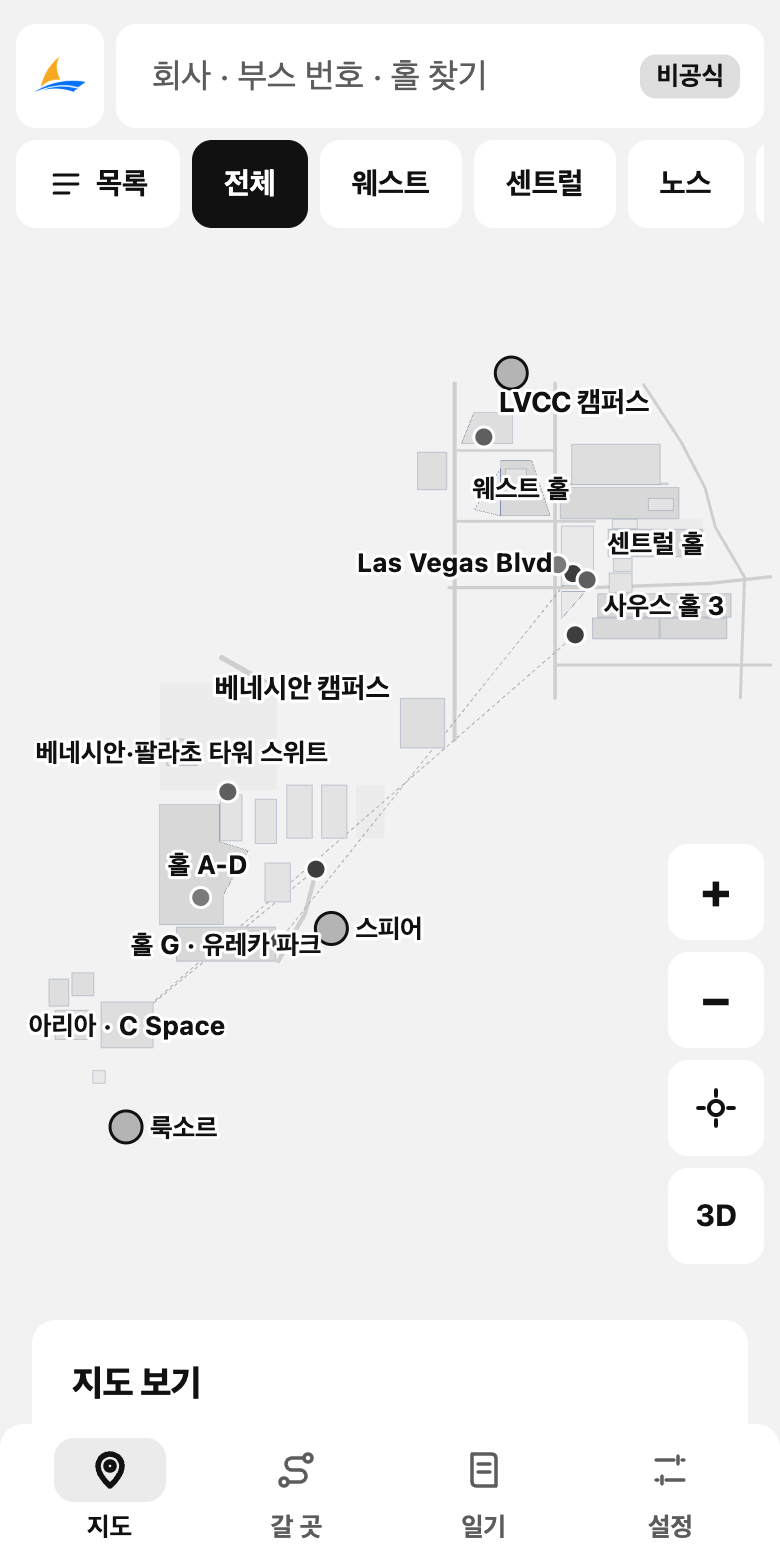 회사 · 부스 번호 · 홀 찾기
비공식
목록
전체
웨스트
센트럴
노스
LVCC 캠퍼스
웨스트 홀
센트럴 홀
Las Vegas Blvd
사우스 홀 3
베네시안 캠퍼스
베네시안·팔라초 타워 스위트
홀 A-D
스피어
홀 G · 유레카 파크
아리아 · C Space
룩소르
+
−
3D
지도 보기
지도
갈 곳
일기
설정